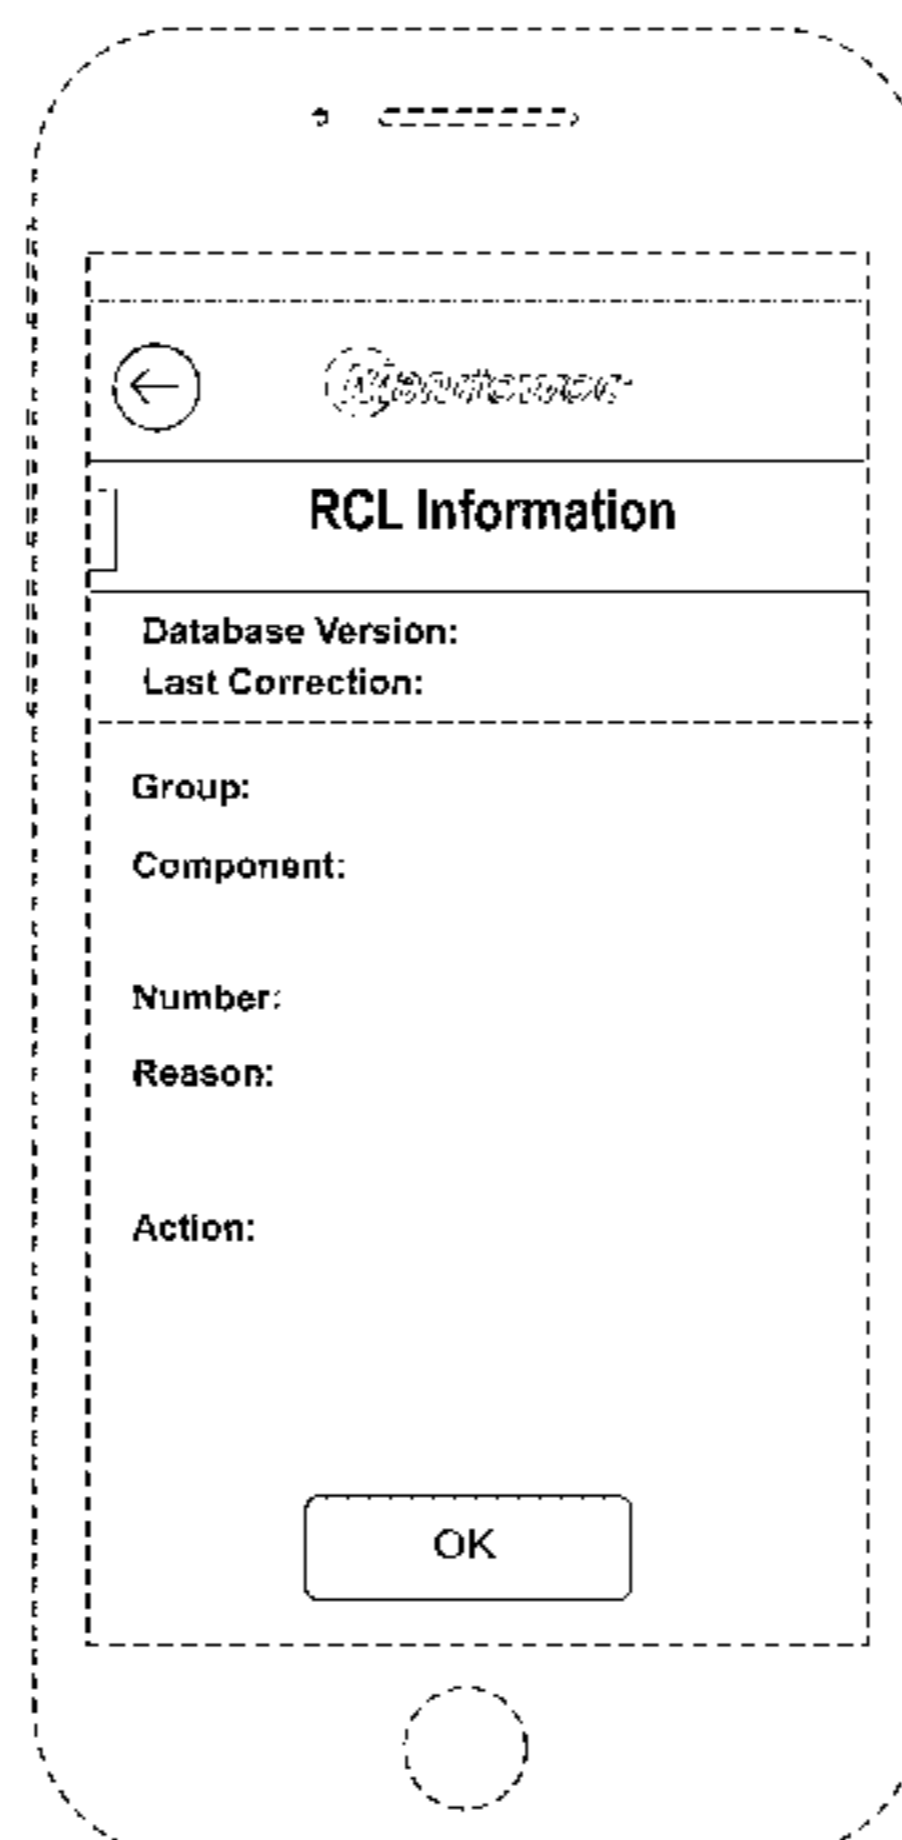 RCL Information
Database Version:
Last Correction:
Group:
Component:
Number:
Reason:
Action:
OK